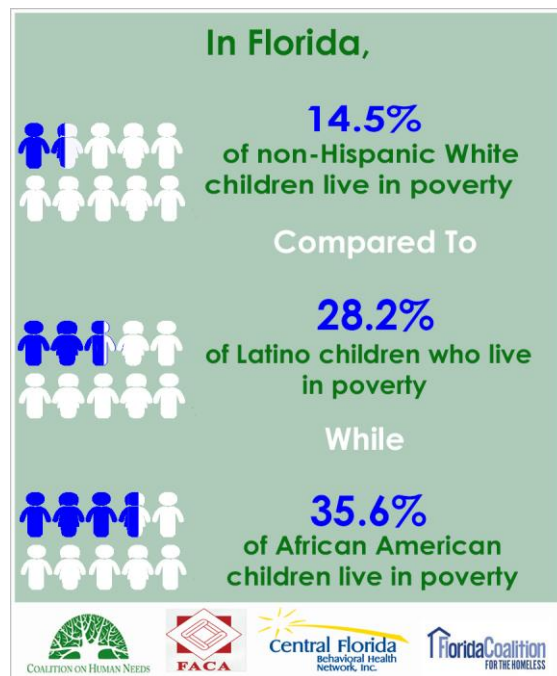 In Florida,
14.5%
of non-Hispanic White
children live in poverty
Compared To
28.2%
of Latino children who live
in poverty
While
35.6%
of African American
children live in poverty
COALITION ON HUMAN NEEDS
FACA
Central Florida
Behavioral Health
Network, Inc.
FloridaCoalition
FOR THE HOMELESS